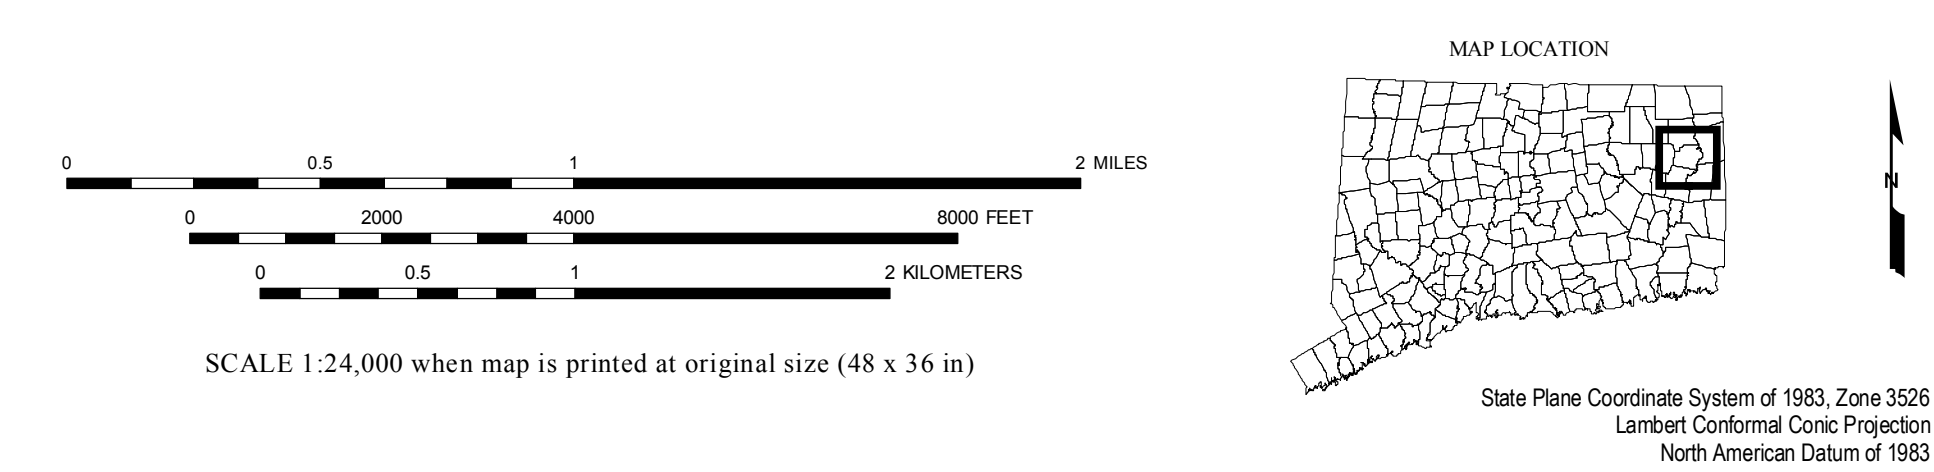 MAP LOCATION
0 0.5 1 2 MILES
0 2000 4000 8000 FEET
0 0.5 1 2 KILOMETERS
SCALE 1:24,000 when map is printed at original size (48 x 36 in)
N
State Plane Coordinate System of 1983, Zone 3526
Lambert Conformal Conic Projection
North American Datum of 1983